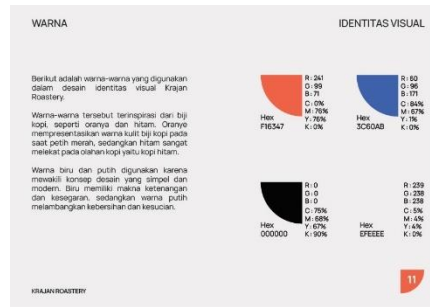 WARNA
IDENTITAS VISUAL
Berikut adalah warna-warna yang digunakan
dalam desain identitas visual Krajan
Roastery.
Warna-warna tersebut terinspirasi dari biji
kopi, seperti oranya dan hitam. Oranye
mempresentasikan warna kulit biji kopi pada
saat petih merah, sedangkan hitam sangat
melekat pada olahan kopi yaitu kopi hitam.
Warna biru dan putih digunakan karena
mewakili konsep desain yang simpel dan
modern. Biru memiliki makna ketenangan
dan kesegaran, sedangkan warna putih
melambangkan kebersihan dan kesucian.
R: 241
G: 99
B: 71
C: 0%
M: 76%
Y: 76%
K: 0%
Hex
F16347
R: 60
G: 96
B: 171
C: 84%
M: 67%
Y: 1%
K: 0%
Hex
3C60AB
R: 0
G: 0
B: 0
C: 75%
M: 68%
Y: 67%
K: 90%
Hex
000000
R: 239
G: 238
B: 238
C: 5%
M: 4%
Y: 4%
K: 0%
Hex
EFEEEE
KRAJAN ROASTERY
11